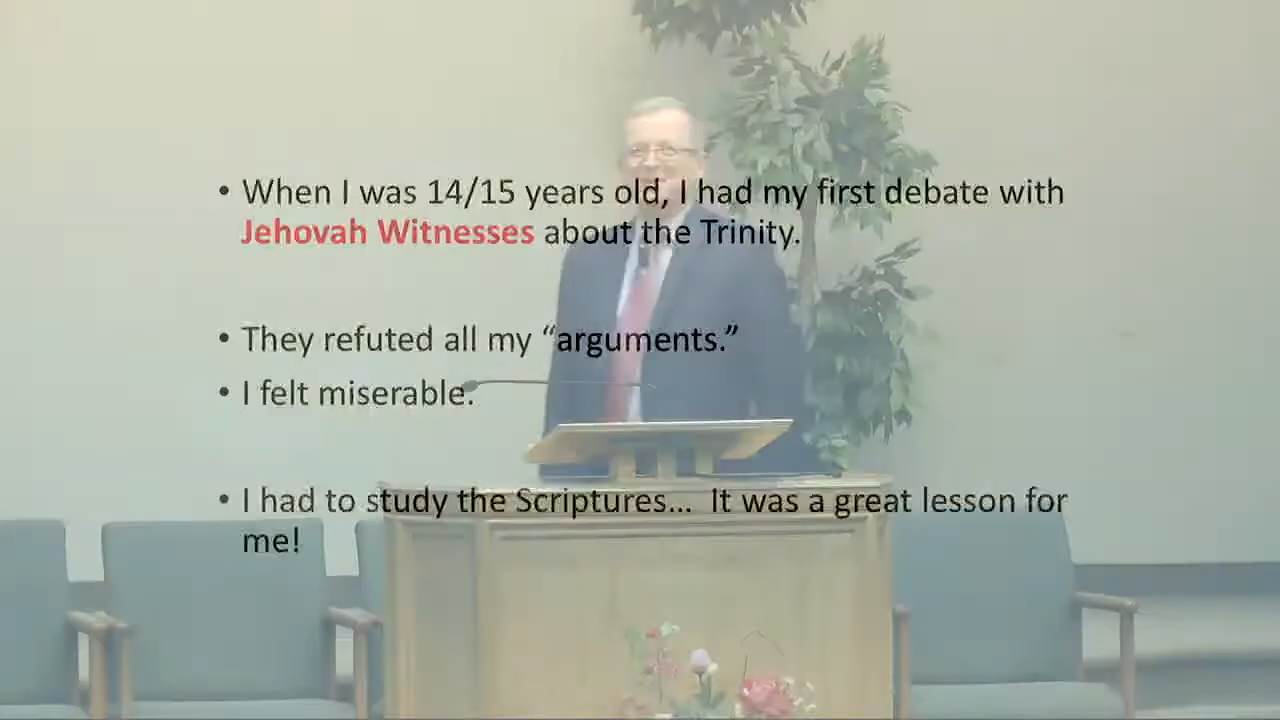 • When I was 14/15 years old, I had my first debate with
Jehovah Witnesses about the Trinity.
• They refuted all my “arguments.”
• I felt miserable.
• I had to study the Scriptures... It was a great lesson for
me!